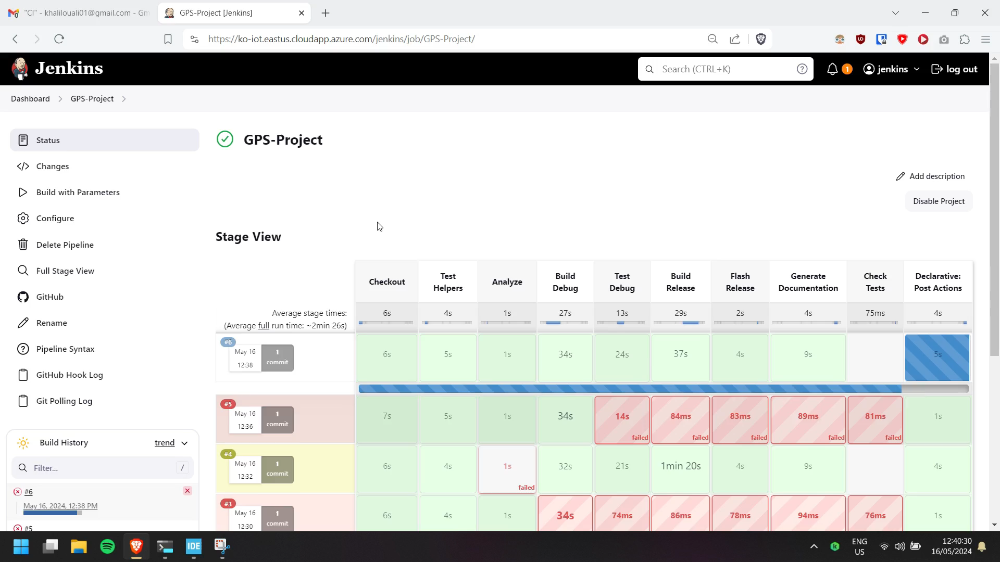 "CI" - khalilouali01@gmail.com - Gm
GPS-Project [Jenkins]
https://ko-iot.eastus.cloudapp.azure.com/jenkins/job/GPS-Project/
Jenkins
Search (CTRL+K)
?
1
jenkins
log out
Dashboard
GPS-Project
Status
Changes
Build with Parameters
Configure
Delete Pipeline
Full Stage View
GitHub
Rename
Pipeline Syntax
GitHub Hook Log
Git Polling Log
Build History
trend
Filter...
/
#6
May 16, 2024, 12:38 PM
#5
GPS-Project
Add description
Disable Project
Stage View
Checkout
Test
Helpers
Analyze
Build
Debug
Test
Debug
Build
Release
Flash
Release
Generate
Documentation
Check
Tests
Declarative:
Post Actions
Average stage times:
(Average full run time: ~2min 26s)
6s
4s
1s
27s
13s
29s
2s
4s
75ms
4s
#6
May 16
12:38
1
commit
6s
5s
1s
34s
24s
37s
4s
9s
5s
#5
May 16
12:36
1
commit
7s
5s
1s
34s
14s
failed
84ms
failed
83ms
failed
89ms
failed
81ms
failed
1s
#4
May 16
12:32
1
commit
6s
4s
1s
failed
32s
21s
1min 20s
4s
9s
4s
#3
May 16
12:30
1
commit
6s
4s
1s
34s
74ms
86ms
78ms
94ms
76ms
1s
IDE
ENG
US
12:40:30
16/05/2024